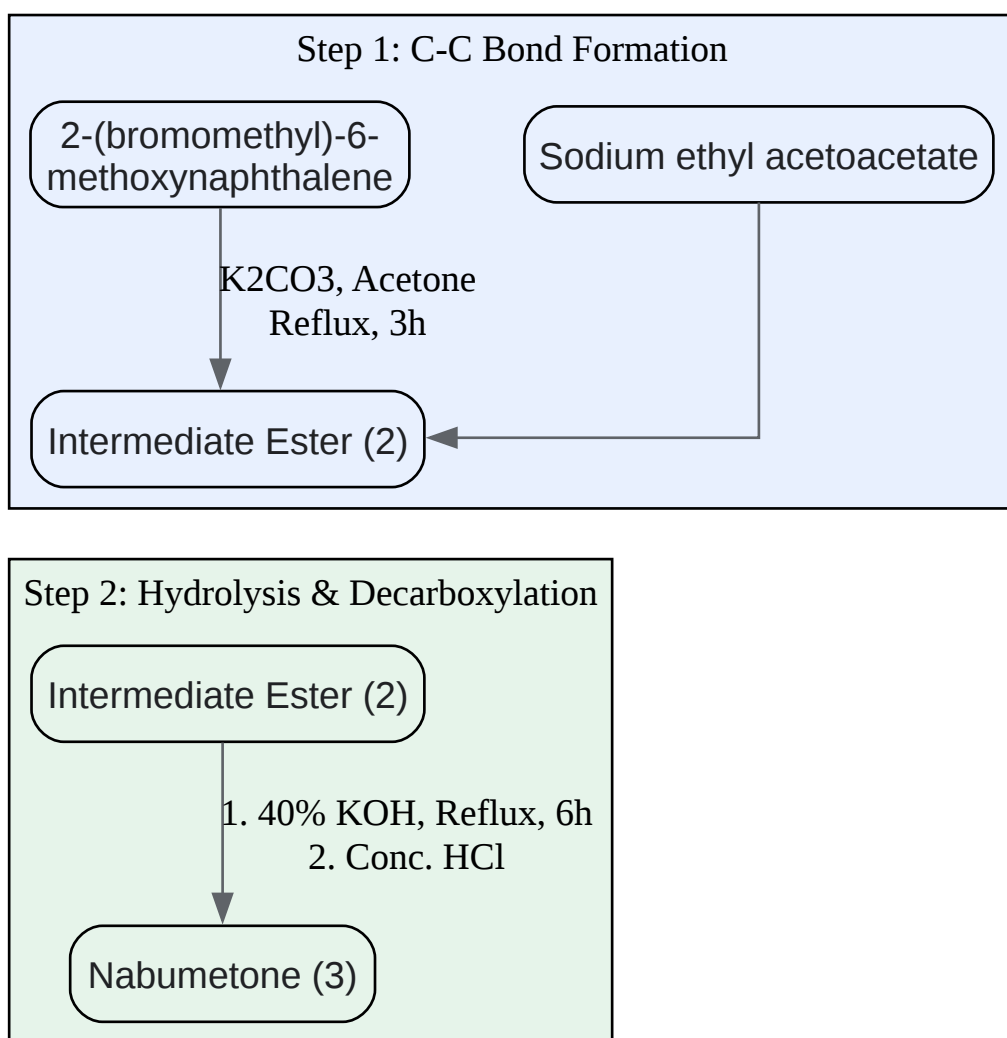 Step 1: C-C Bond Formation
2-(bromomethyl)-6-
methoxynaphthalene
Sodium ethyl acetoacetate
K2CO3, Acetone
Reflux, 3h
Intermediate Ester (2)
Step 2: Hydrolysis & Decarboxylation
Intermediate Ester (2)
1. 40% KOH, Reflux, 6h
2. Conc. HCl
Nabumetone (3)